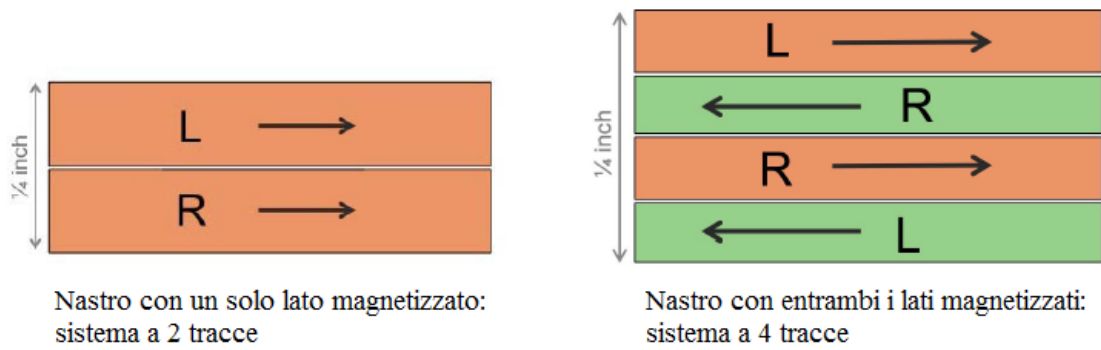 ¼ inch
L
R
Nastro con un solo lato magnetizzato:
sistema a 2 tracce
¼ inch
L
R
R
L
Nastro con entrambi i lati magnetizzati:
sistema a 4 tracce